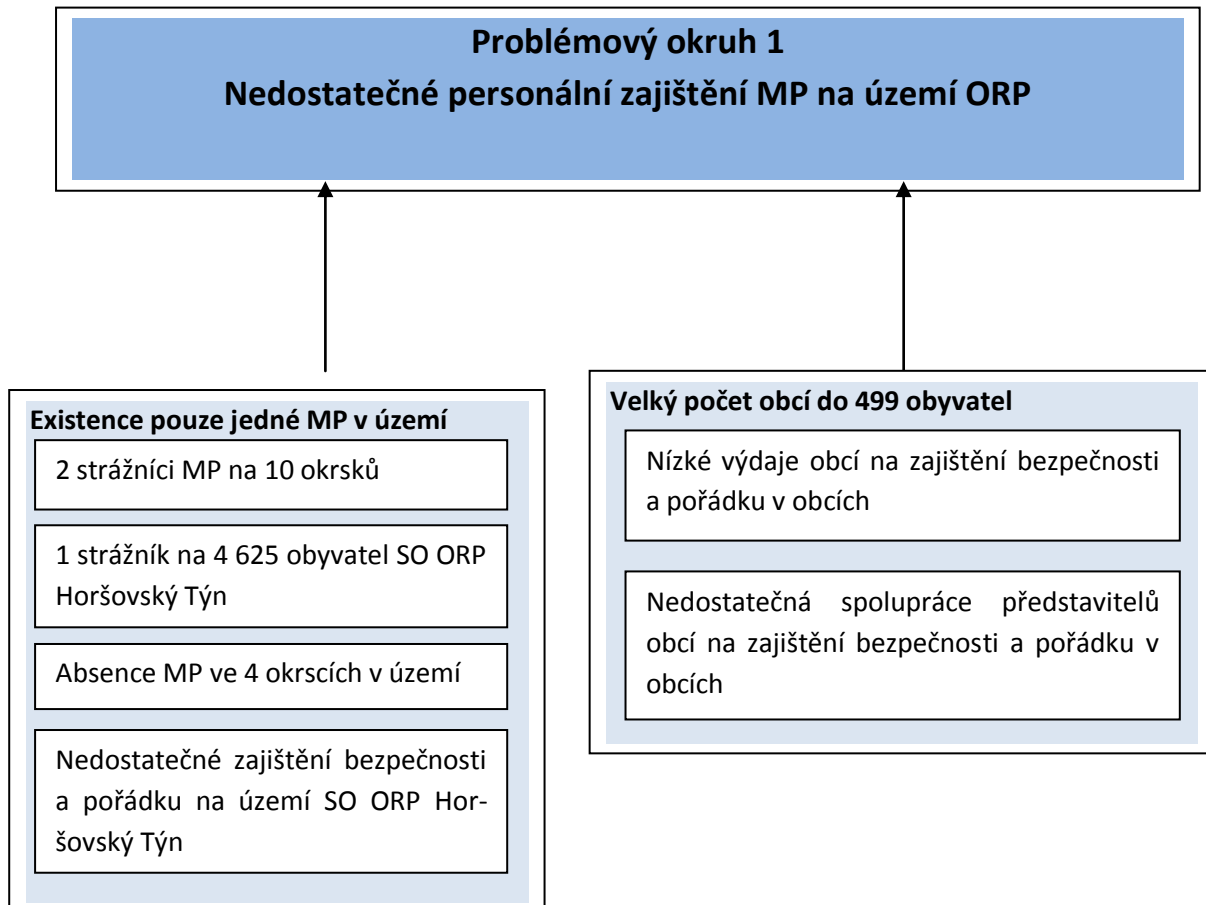 Problémový okruh 1
Nedostatečné personální zajištění MP na území ORP
Existence pouze jedné MP v území
2 strážníci MP na 10 okrsků
1 strážník na 4 625 obyvatel SO ORP
Horšovský Týn
Absence MP ve 4 okrscích v území
Nedostatečné zajištění bezpečnosti
a pořádku na území SO ORP Hor-
šovský Týn
Velký počet obcí do 499 obyvatel
Nízké výdaje obcí na zajištění bezpečnosti
a pořádku v obcích
Nedostatečná spolupráce představitelů
obcí na zajištění bezpečnosti a pořádku v
obcích